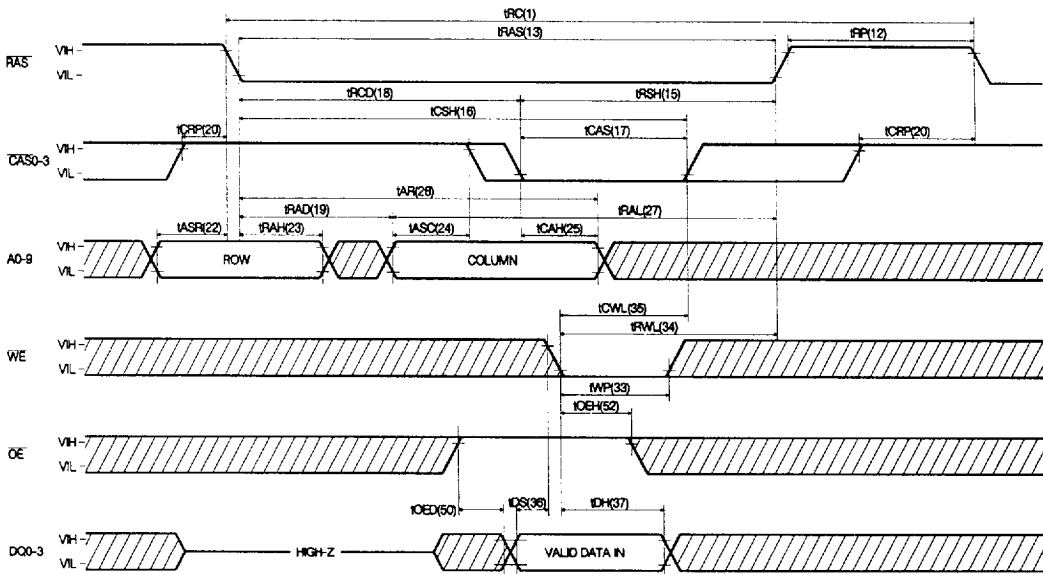 tRC(1)
tRAS(13)
tRP(12)
RAS
VIH
VIL
tRCD(18)
tRSH(15)
tCSH(16)
tCRP(20)
tCAS(17)
tCRP(20)
CAS0-3
VIH
VIL
tAR(28)
tRAD(19)
tRAL(27)
tASR(22)
tRAH(23)
tASC(24)
tCAH(25)
A0-9
VIH
VIL
ROW
COLUMN
tCWL(35)
tRWL(34)
WE
VIH
VIL
tWP(33)
tOEH(52)
OE
VIH
VIL
tOED(50)
tDS(36)
tDH(37)
DQ0-3
VIH
VIL
HIGH-Z
VALID DATA IN